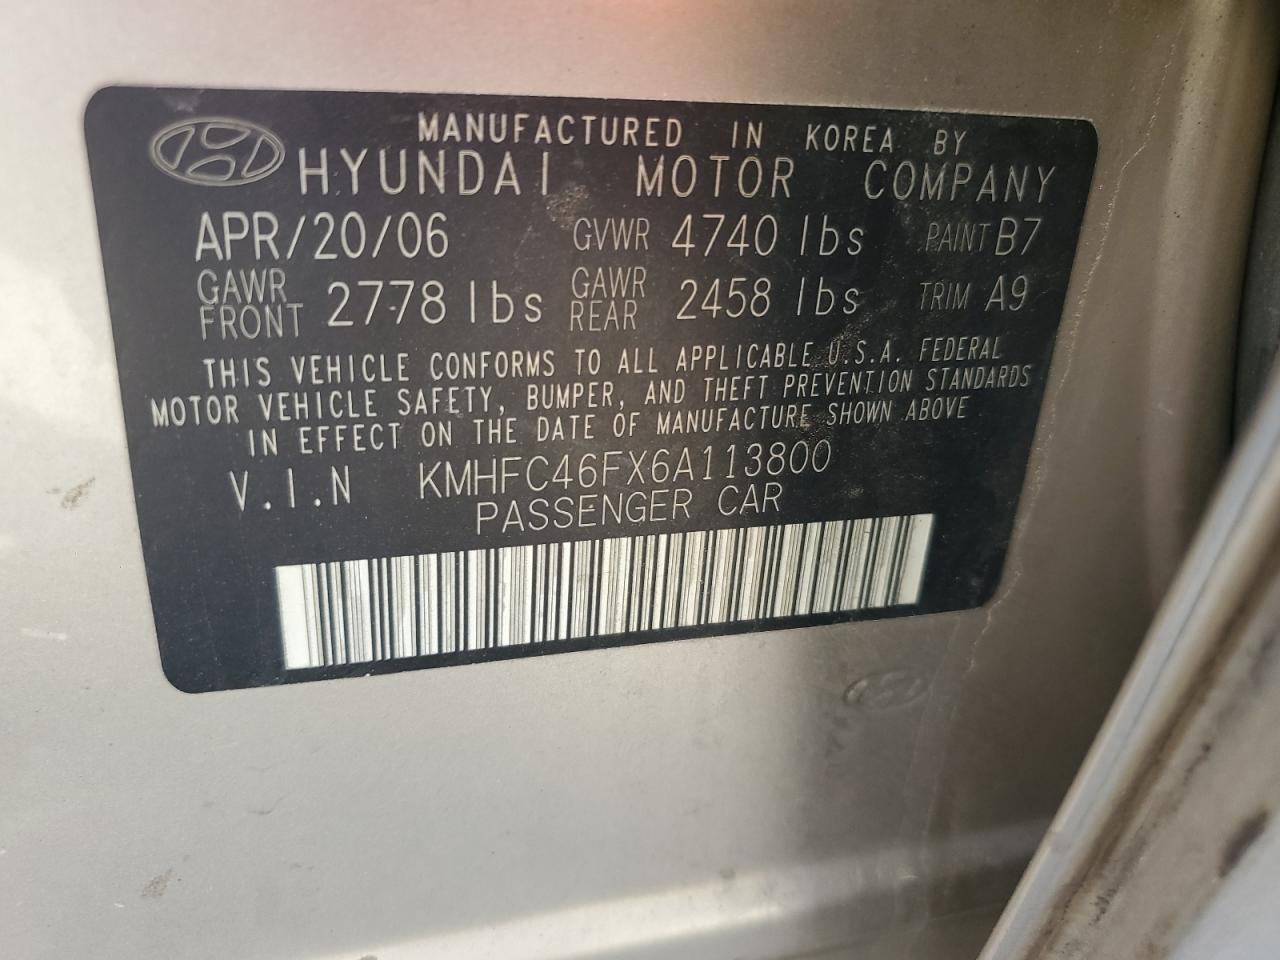 MANUFACTURED IN KOREA BY
HYUNDAI MOTOR COMPANY
APR/20/06 GVWR 4740 lbs PAINT B7
GAWR FRONT 2778 lbs GAWR REAR 2458 lbs TRIM A9
THIS VEHICLE CONFORMS TO ALL APPLICABLE U.S.A. FEDERAL
MOTOR VEHICLE SAFETY, BUMPER, AND THEFT PREVENTION STANDARDS
IN EFFECT ON THE DATE OF MANUFACTURE SHOWN ABOVE
V.I.N KMHFC46FX6A113800
PASSENGER CAR